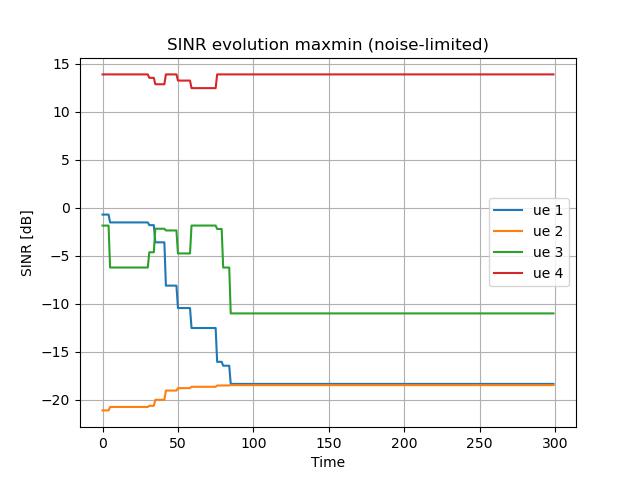 SINR evolution maxmin (noise-limited)
15
10
5
0
−5
−10
−15
−20
SINR [dB]
ue 1
ue 2
ue 3
ue 4
0 50 100 150 200 250 300
Time